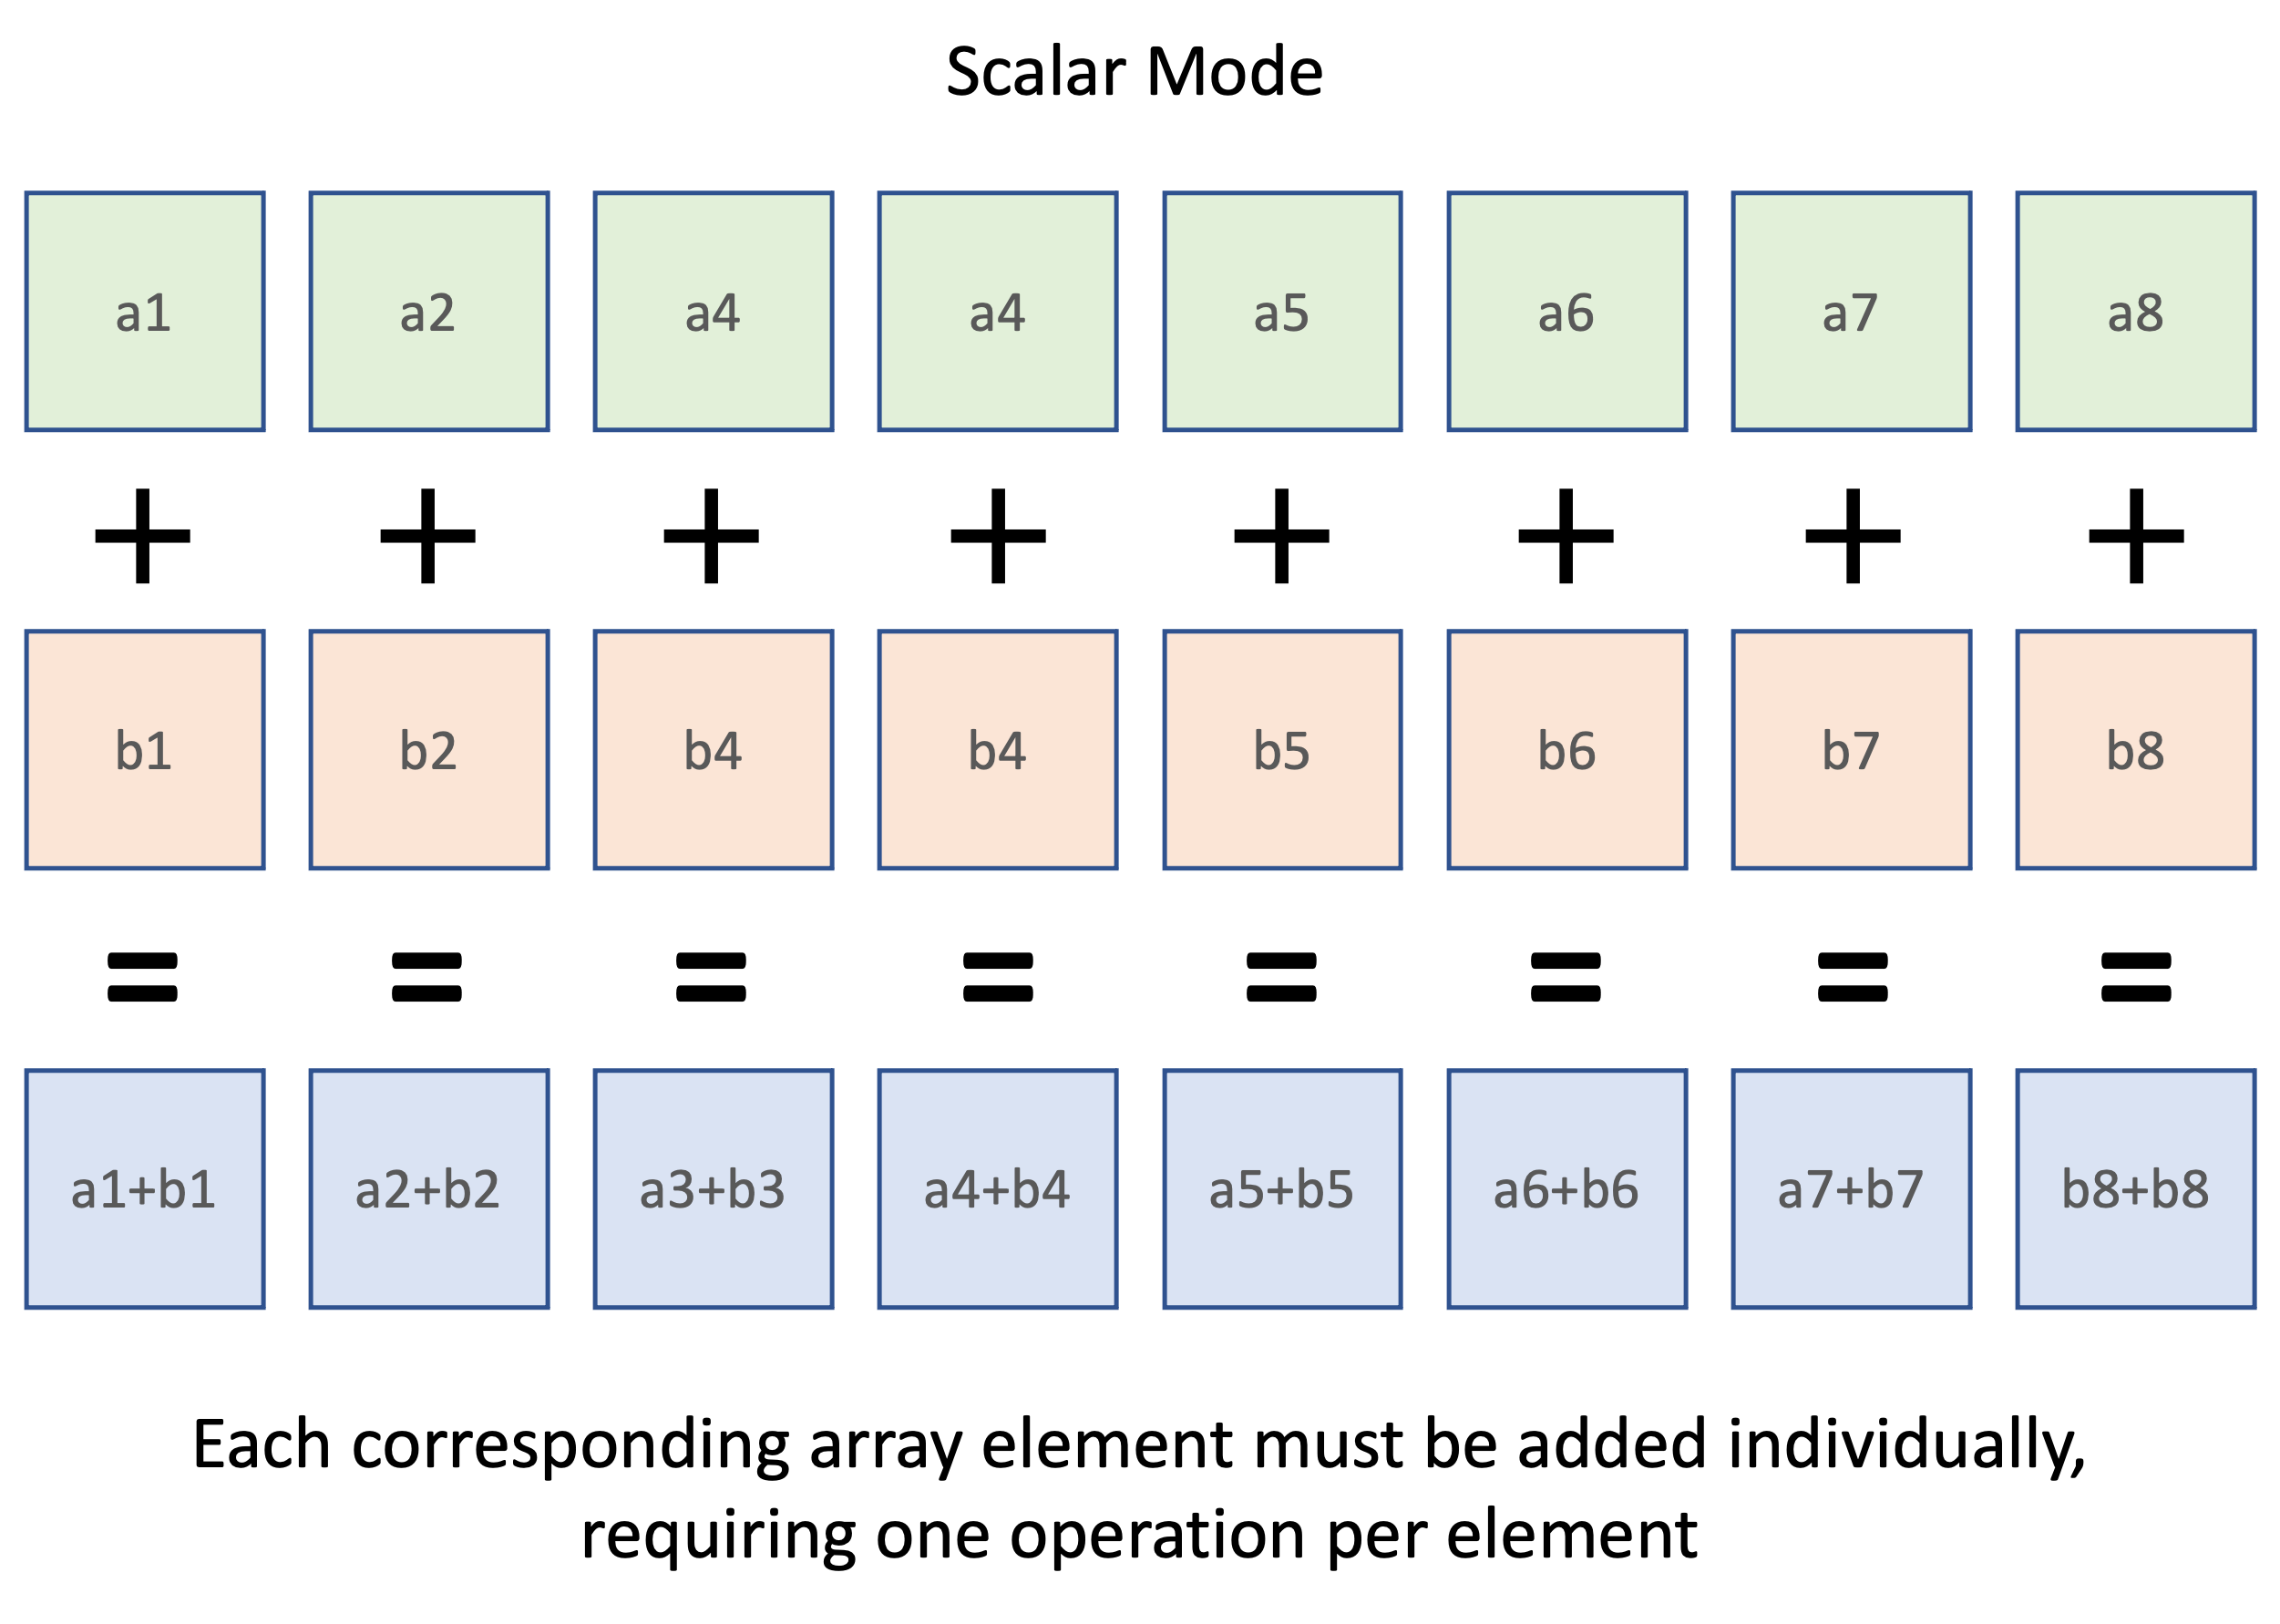 Scalar Mode
a1 a2 a4 a4 a5 a6 a7 a8
+ + + + + + + +
b1 b2 b4 b4 b5 b6 b7 b8
= = = = = = = =
a1+b1 a2+b2 a3+b3 a4+b4 a5+b5 a6+b6 a7+b7 b8+b8
Each corresponding array element must be added individually,
requiring one operation per element